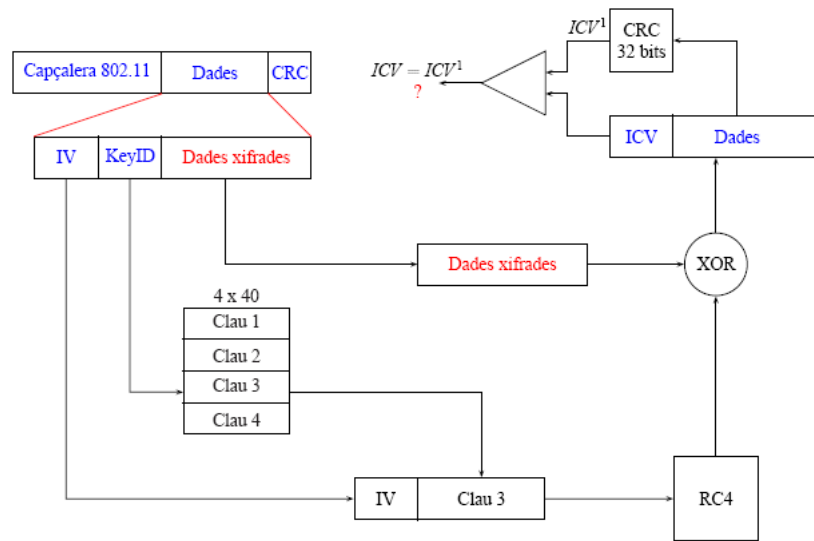 Capçalera 802.11 Dades CRC
ICV = ICV¹
?
ICV¹
CRC
32 bits
ICV Dades
IV KeyID Dades xifrades
Dades xifrades
XOR
4 x 40
Clau 1
Clau 2
Clau 3
Clau 4
IV Clau 3
RC4